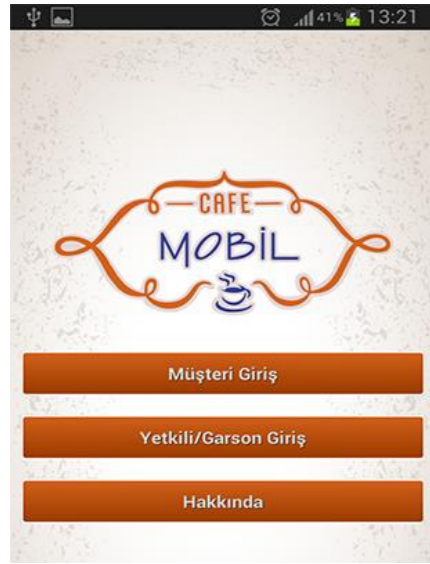 41% 13:21
CAFE
MOBİL
Müşteri Giriş
Yetkili/Garson Giriş
Hakkında